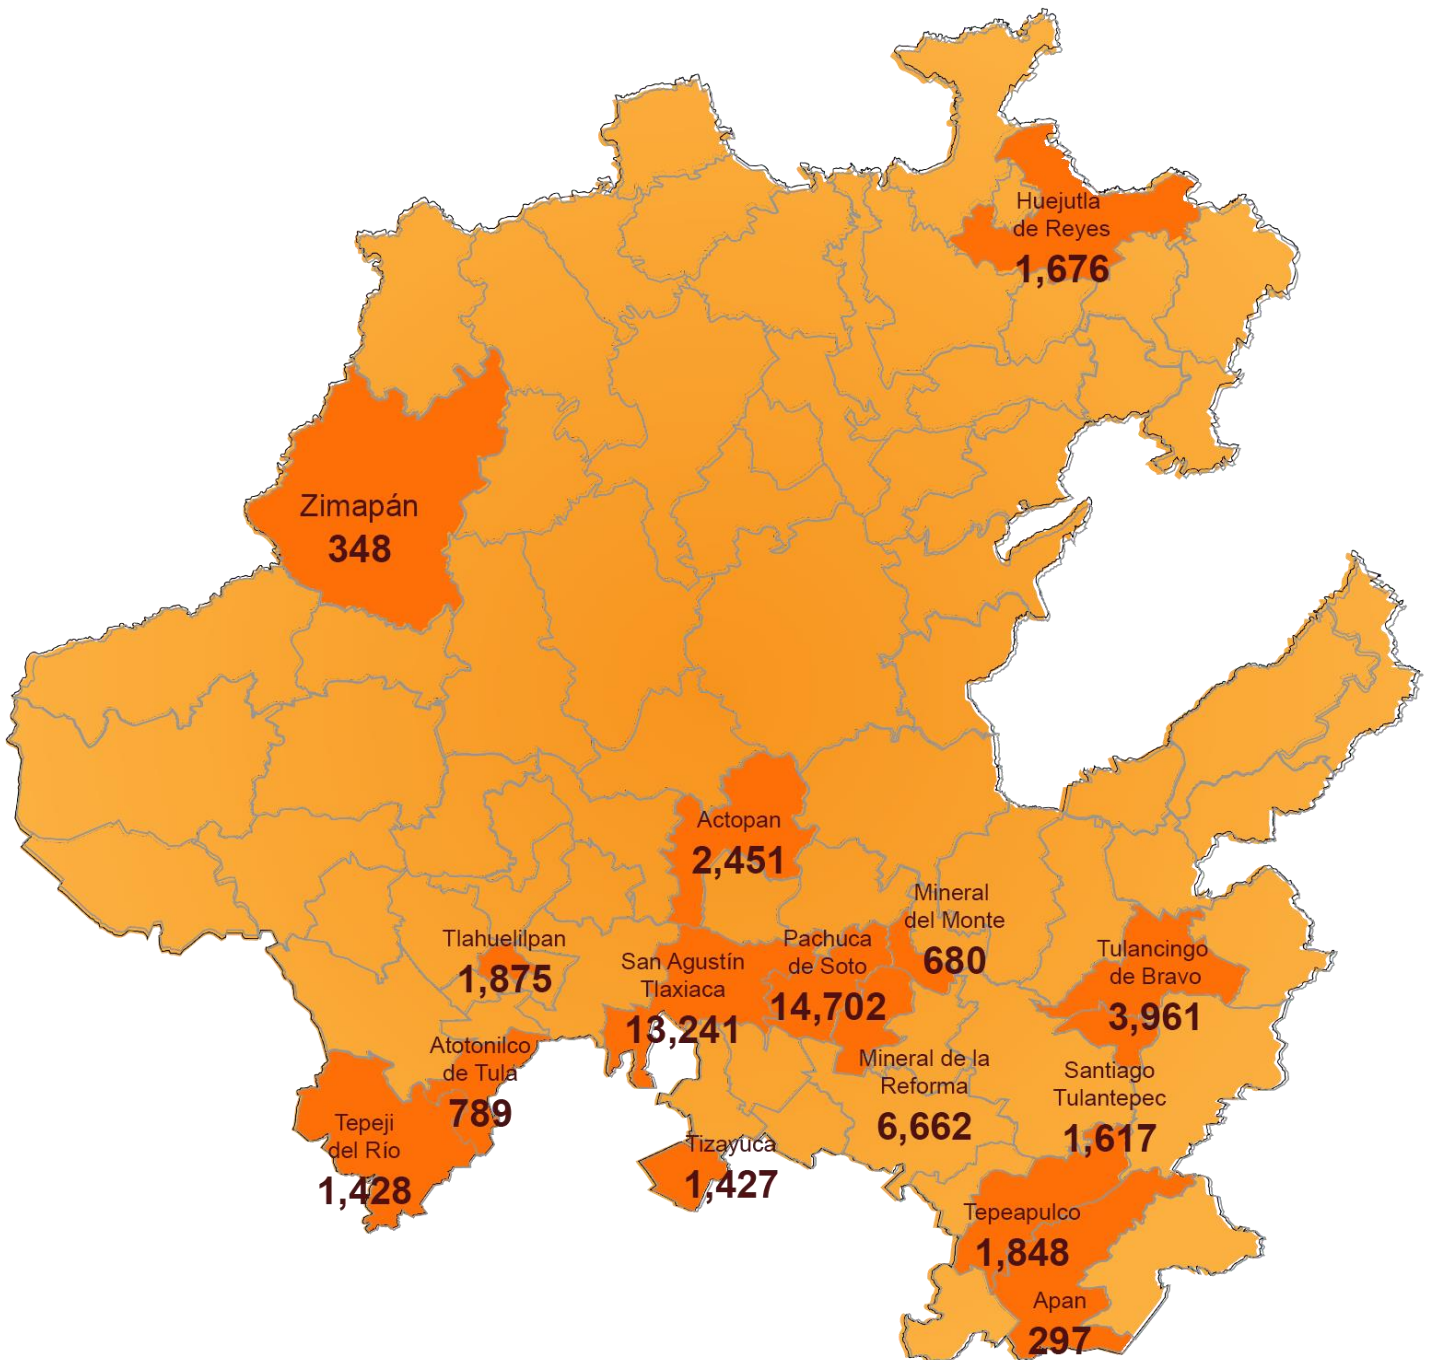 Huejutla
de Reyes
1,676
Zimapán
348
Actopan
2,451
Mineral
del Monte
680
Tlahuelilpan
1,875
San Agustín
Tlaxiaca
13,241
Pachuca
de Soto
14,702
Tulancingo
de Bravo
3,961
Atotonilco
de Tula
789
Mineral de la
Reforma
6,662
Santiago
Tulantepec
1,617
Tepeji
del Río
1,428
Tizayuca
1,427
Tepeapulco
1,848
Apan
297